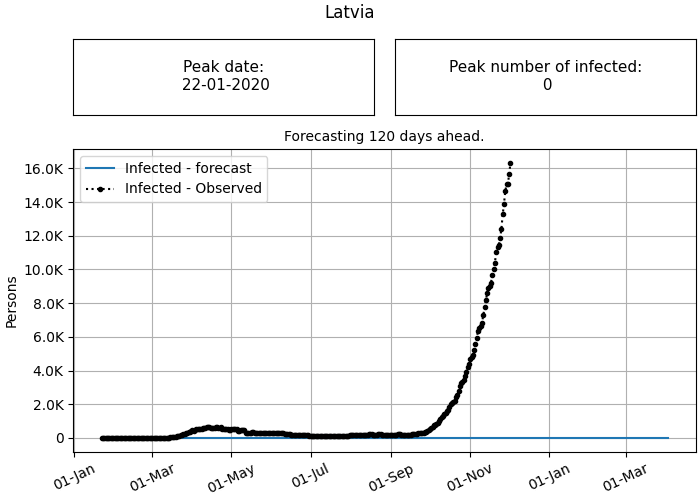 Latvia
Peak date:
22-01-2020
Peak number of infected:
0
Forecasting 120 days ahead.
Infected - forecast
Infected - Observed
16.0K
14.0K
12.0K
10.0K
8.0K
6.0K
4.0K
2.0K
0
Persons
01-Jan
01-Mar
01-May
01-Jul
01-Sep
01-Nov
01-Jan
01-Mar